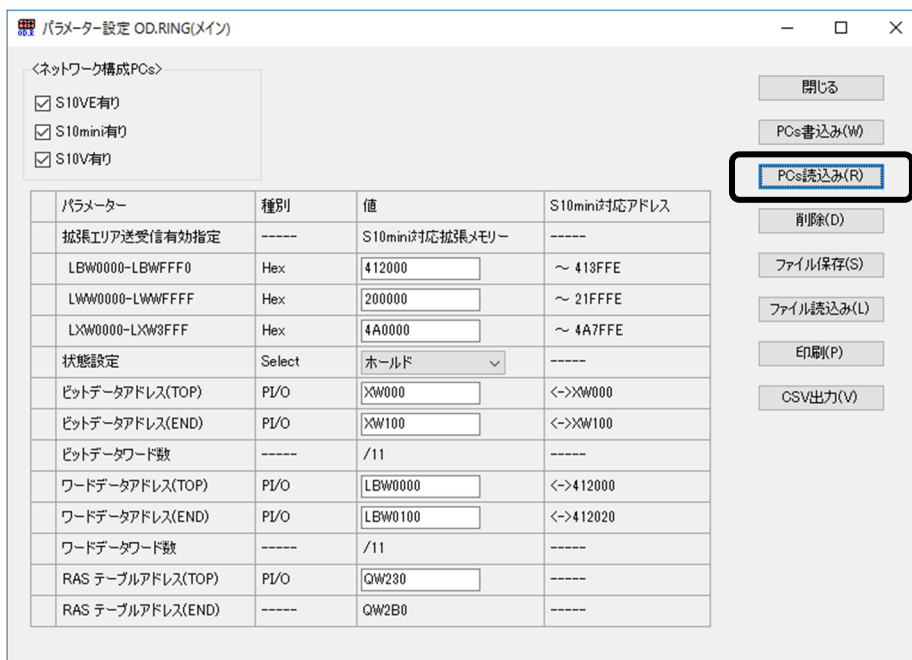 OD.R パラメーター設定 OD.RING(メイン)
<ネットワーク構成PCs>
S10VE有り
S10mini有り
S10V有り
閉じる
PCs書込み(W)
PCs読込み(R)
削除(D)
ファイル保存(S)
ファイル読込み(L)
印刷(P)
CSV出力(V)
パラメーター 種別 値 S10mini対応アドレス
拡張エリア送受信有効指定 ----- S10mini対応拡張メモリー -----
LBW0000-LBWFFF0 Hex 412000 ～ 413FFE
LWW0000-LWWFFFF Hex 200000 ～ 21FFFE
LXW0000-LXW3FFF Hex 4A0000 ～ 4A7FFE
状態設定 Select ホールド -----
ビットデータアドレス(TOP) PI/O XW000 <->XW000
ビットデータアドレス(END) PI/O XW100 <->XW100
ビットデータワード数 ----- /11 -----
ワードデータアドレス(TOP) PI/O LBW0000 <->412000
ワードデータアドレス(END) PI/O LBW0100 <->412020
ワードデータワード数 ----- /11 -----
RAS テーブルアドレス(TOP) PI/O QW230 -----
RAS テーブルアドレス(END) ----- QW2B0 -----